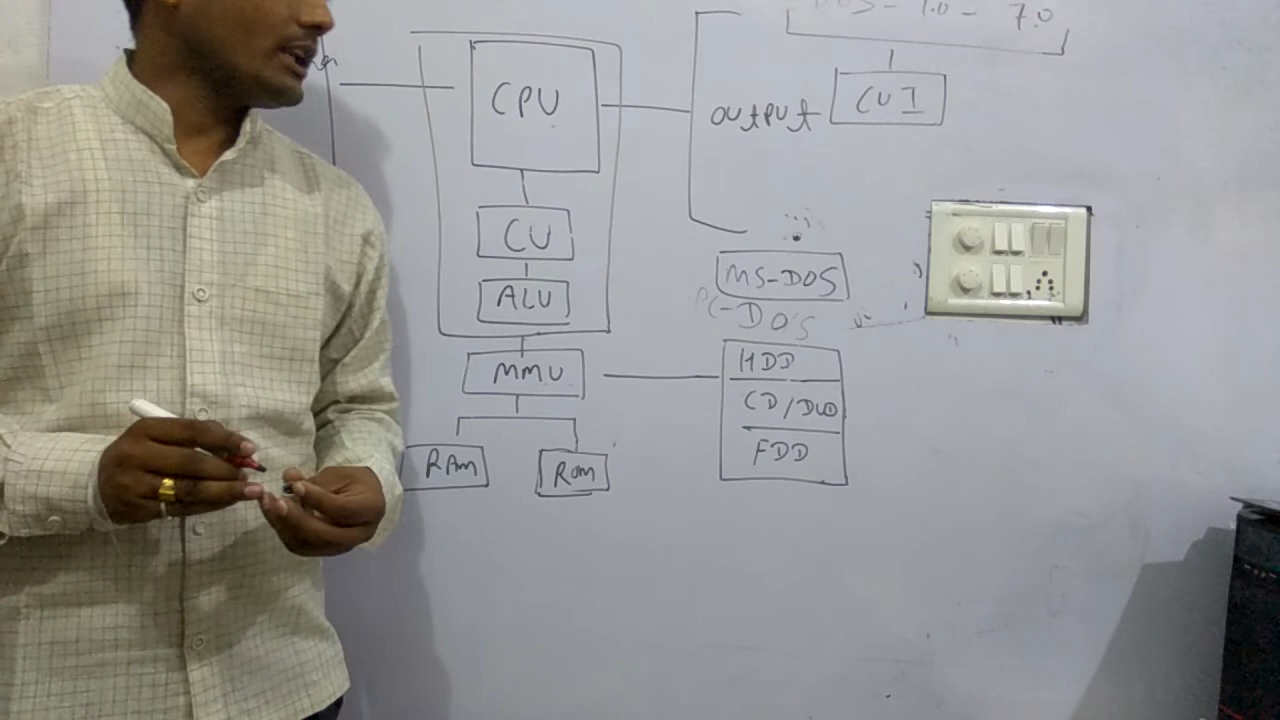 DOS - 1.0 - 7.0
CUI
CPU
OUtPUt
CU
ALU
MMU
RAm
Rom
MS-DOS
PC-DO'S
HDD
CD/DVD
FDD